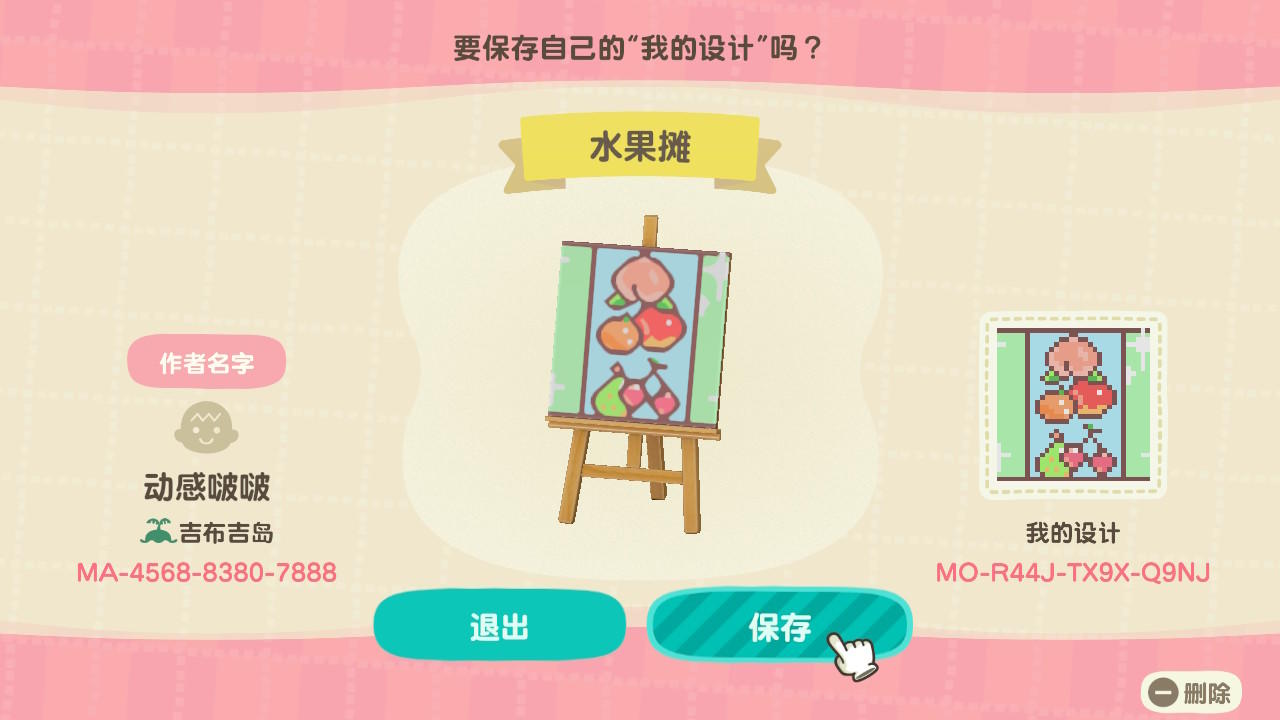 要保存自己的“我的设计”吗？
水果摊
作者名字
动感啵啵
吉布吉岛
MA-4568-8380-7888
我的设计
MO-R44J-TX9X-Q9NJ
退出
保存
删除